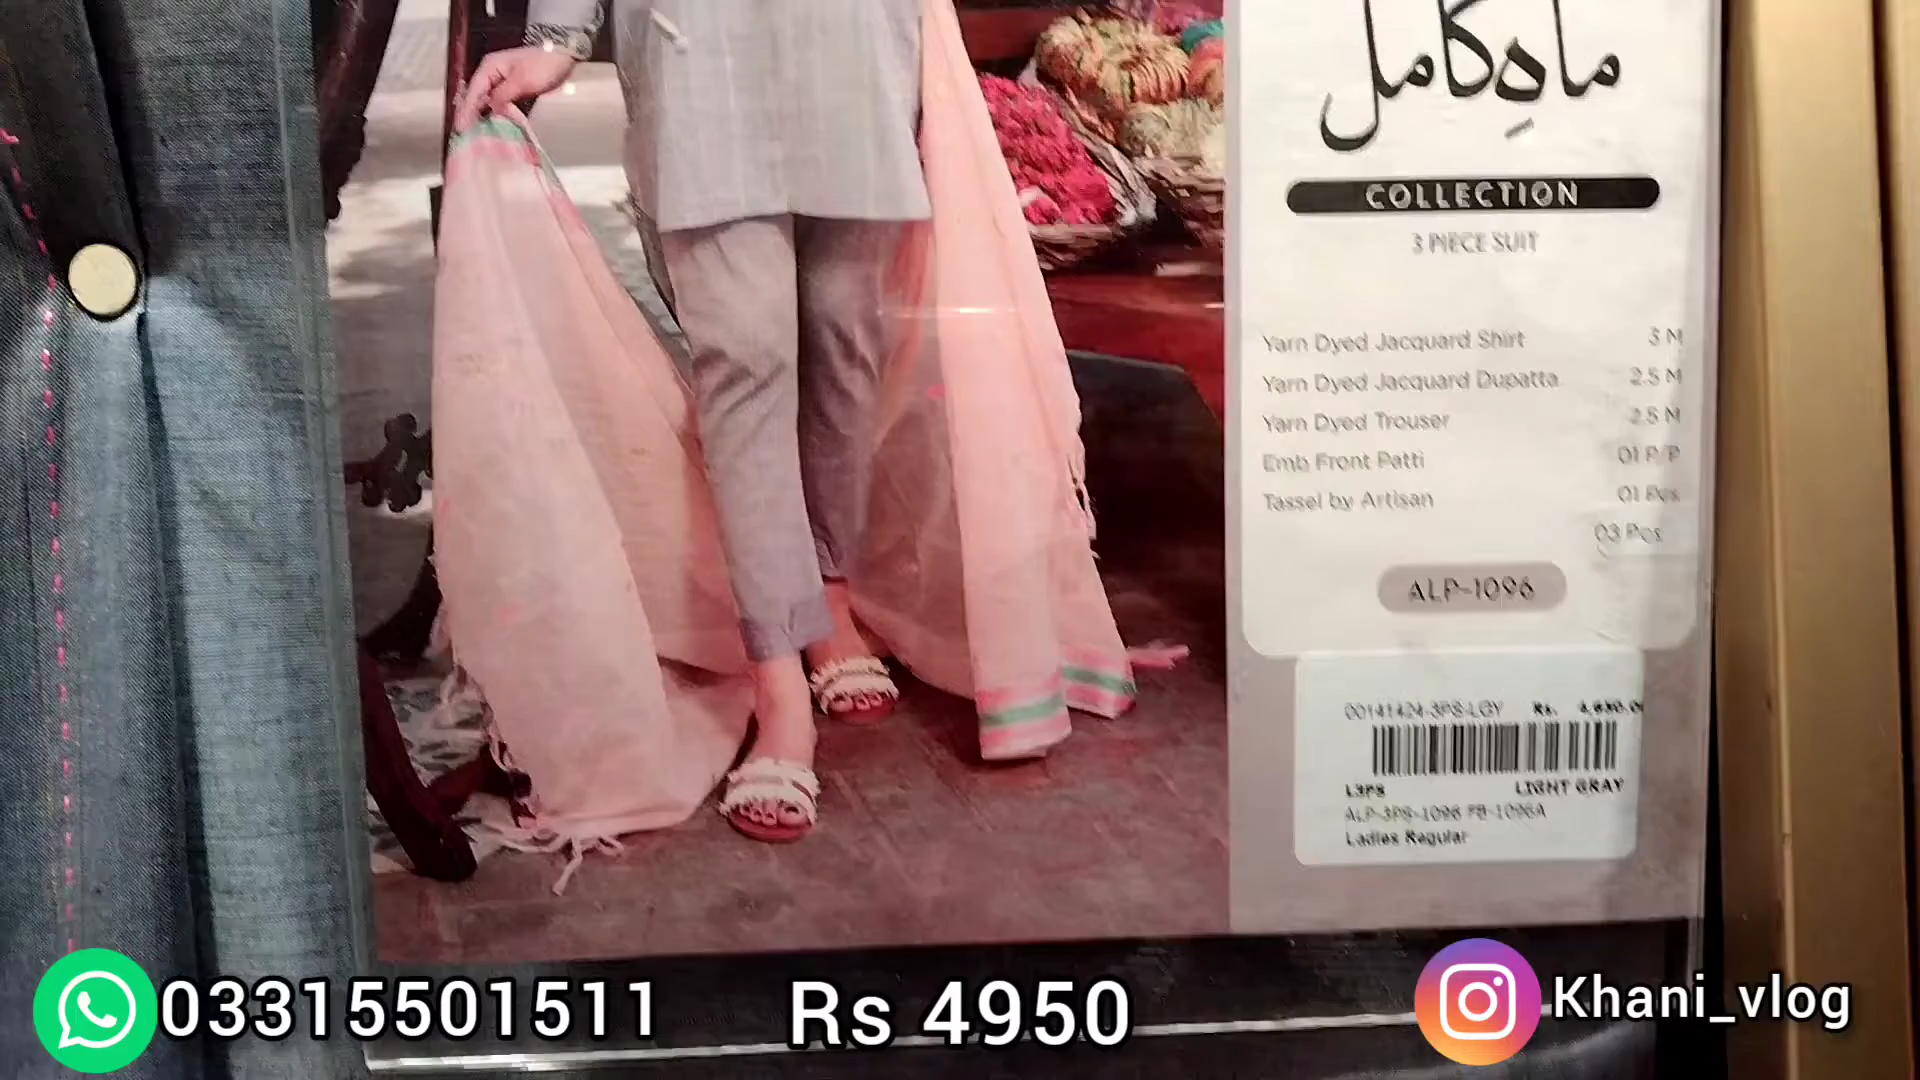 ماہِ کامل
COLLECTION
3 PIECE SUIT
Yarn Dyed Jacquard Shirt 3 M
Yarn Dyed Jacquard Dupatta 2.5 M
Yarn Dyed Trouser 2.5 M
Emb Front Patti 01 P/P
Tassel by Artisan 01 Pcs
03 Pcs
ALP-1096
00141424-3PS-LGY Rs.
L3PS LIGHT GRAY
ALP-3PS-1096 PB-1096A
Ladies Regular
03315501511 Rs 4950 Khani_vlog